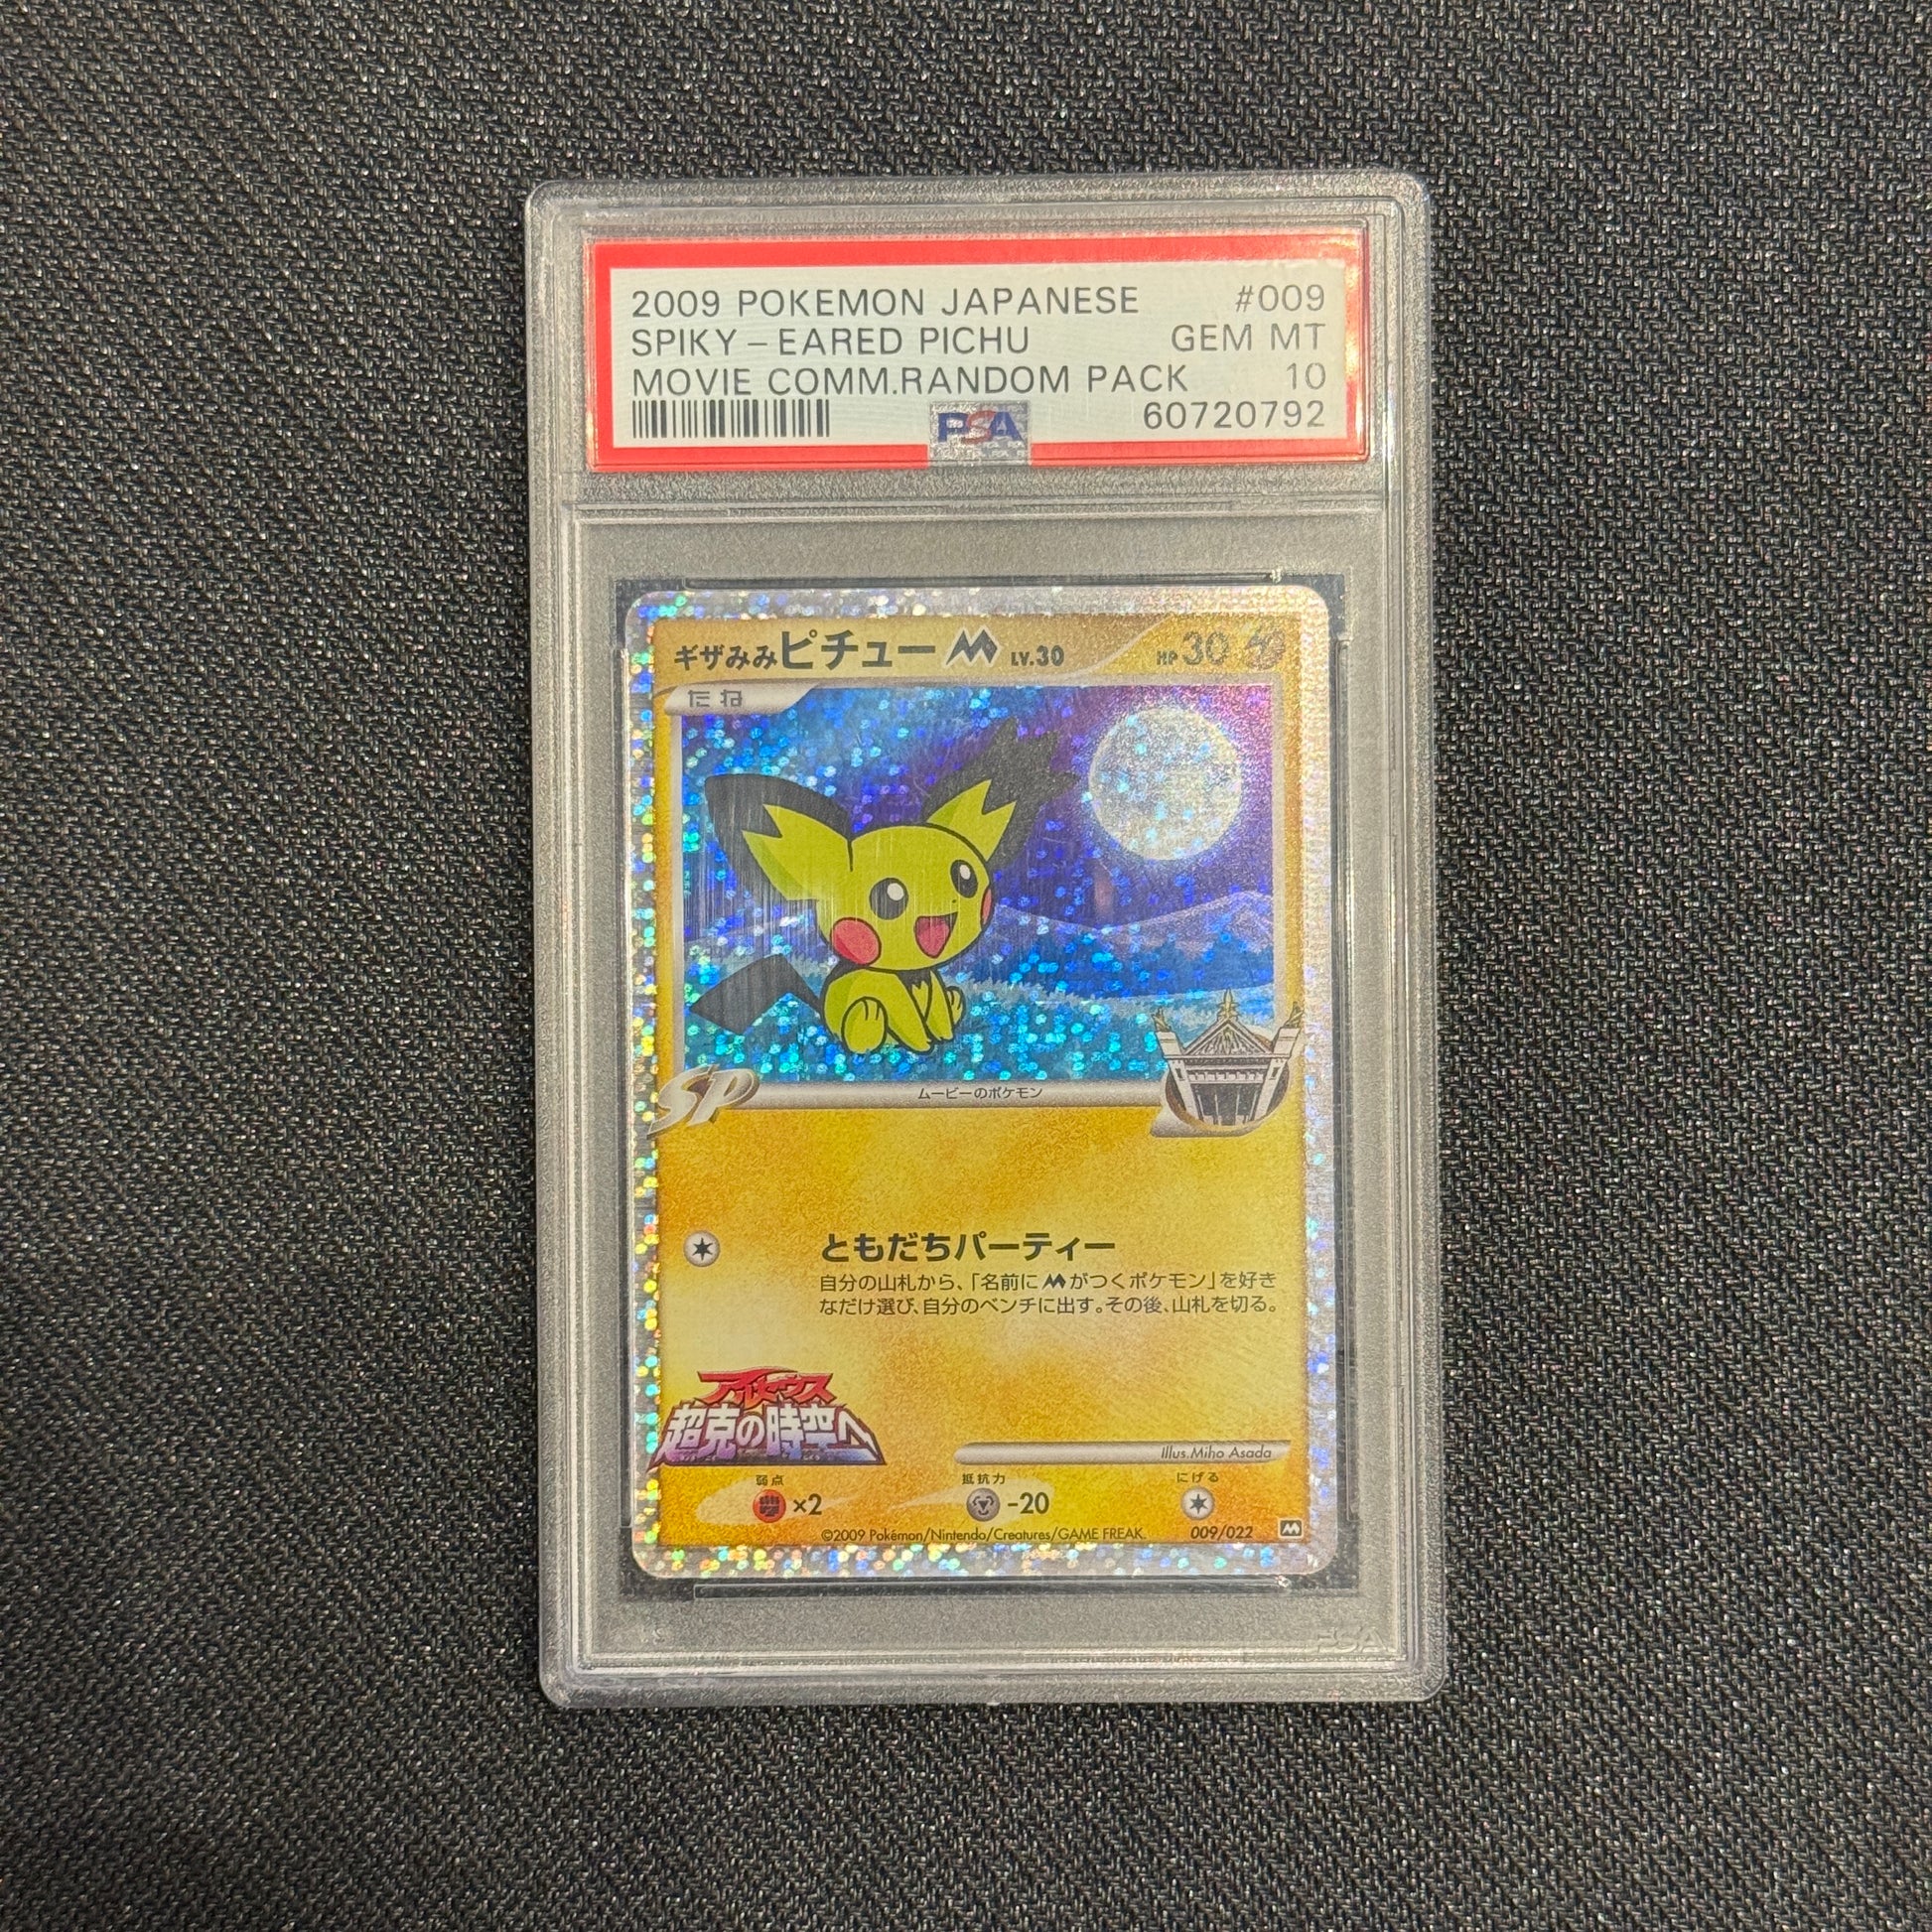 2009 POKEMON JAPANESE #009
SPIKY-EARED PICHU GEM MT
MOVIE COMM.RANDOM PACK 10
60720792
PSA
ギザみみピチュー M LV.30 HP30
たね
SP
ムービーのポケモン
ともだちパーティー
自分の山札から、「名前にMがつくポケモン」を好き
なだけ選び、自分のベンチに出す。その後、山札を切る。
アルセウス
超克の時空へ
Illus.Miho Asada
弱点 抵抗力 にげる
×2 -20
©2009 Pokémon/Nintendo/Creatures/GAME FREAK. 009/022 M
PSA